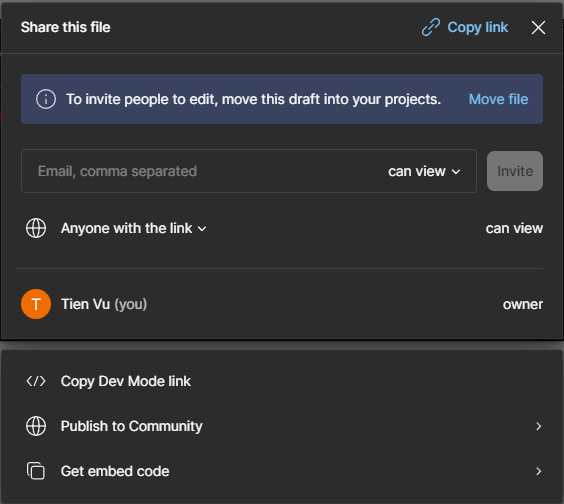 Share this file
Copy link
To invite people to edit, move this draft into your projects.
Move file
Email, comma separated
can view
Invite
Anyone with the link
can view
T
Tien Vu (you)
owner
Copy Dev Mode link
Publish to Community
Get embed code